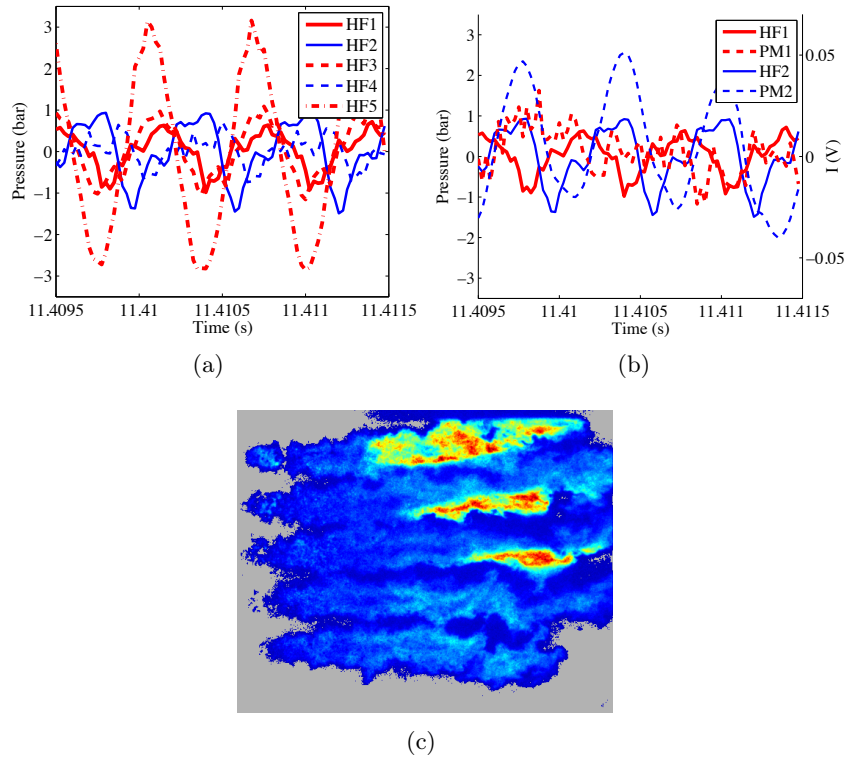 HF1
HF2
HF3
HF4
HF5
3
2
1
0
−1
−2
−3
Pressure (bar)
11.4095 11.41 11.4105 11.411 11.4115
Time (s)
(a)
HF1
PM1
HF2
PM2
3
2
1
0
−1
−2
−3
Pressure (bar)
0.05
0
−0.05
I (V)
11.4095 11.41 11.4105 11.411 11.4115
Time (s)
(b)
(c)